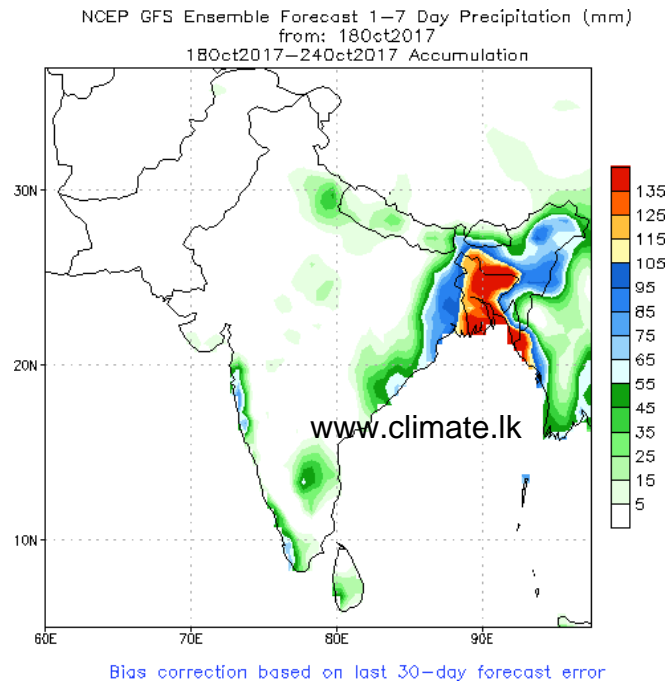 NCEP GFS Ensemble Forecast 1-7 Day Precipitation (mm)
from: 18Oct2017
18Oct2017-24Oct2017 Accumulation
30N
20N
10N
60E
70E
80E
90E
www.climate.lk
135
125
115
105
95
85
75
65
55
45
35
25
15
5
Bias correction based on last 30-day forecast error